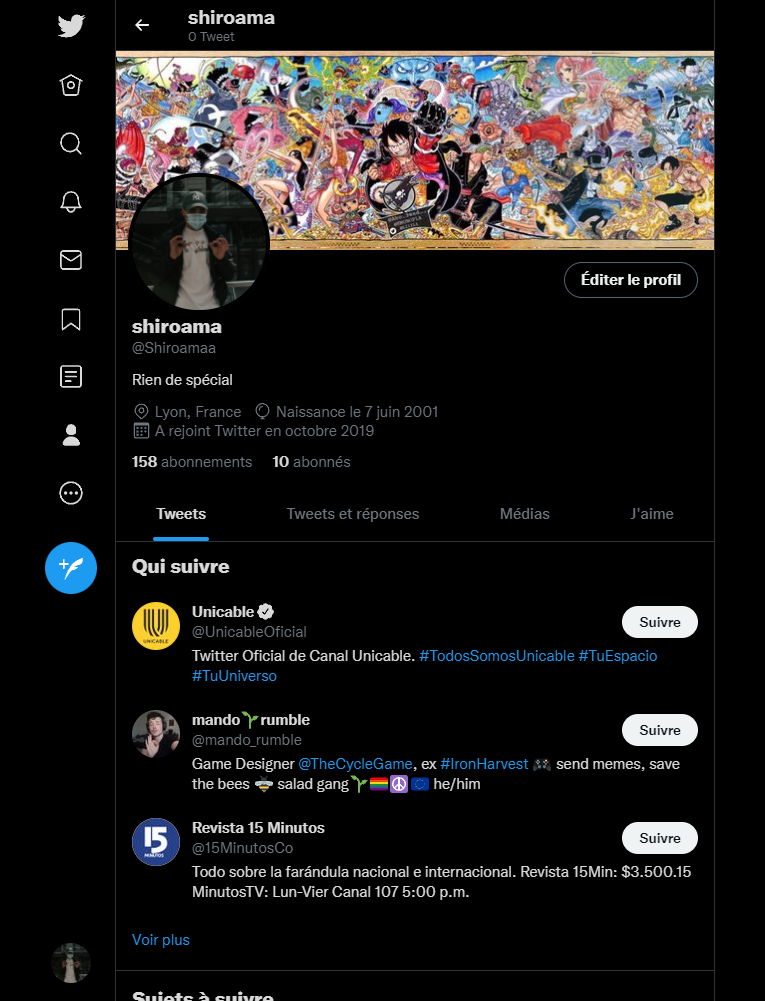 shiroama
0 Tweet
Éditer le profil
shiroama
@Shiroamaa
Rien de spécial
Lyon, France Naissance le 7 juin 2001
A rejoint Twitter en octobre 2019
158 abonnements 10 abonnés
Tweets Tweets et réponses Médias J'aime
Qui suivre
UNICABLE
Unicable
@UnicableOficial
Suivre
Twitter Oficial de Canal Unicable. #TodosSomosUnicable #TuEspacio
#TuUniverso
mando🌱rumble
@mando_rumble
Suivre
Game Designer @TheCycleGame, ex #IronHarvest 🎮 send memes, save
the bees 🐝 salad gang🌱🏳️‍🌈☮️🇪🇺 he/him
15
MINUTOS
Revista 15 Minutos
@15MinutosCo
Suivre
Todo sobre la farándula nacional e internacional. Revista 15Min: $3.500.15
MinutosTV: Lun-Vier Canal 107 5:00 p.m.
Voir plus
Sujets à suivre